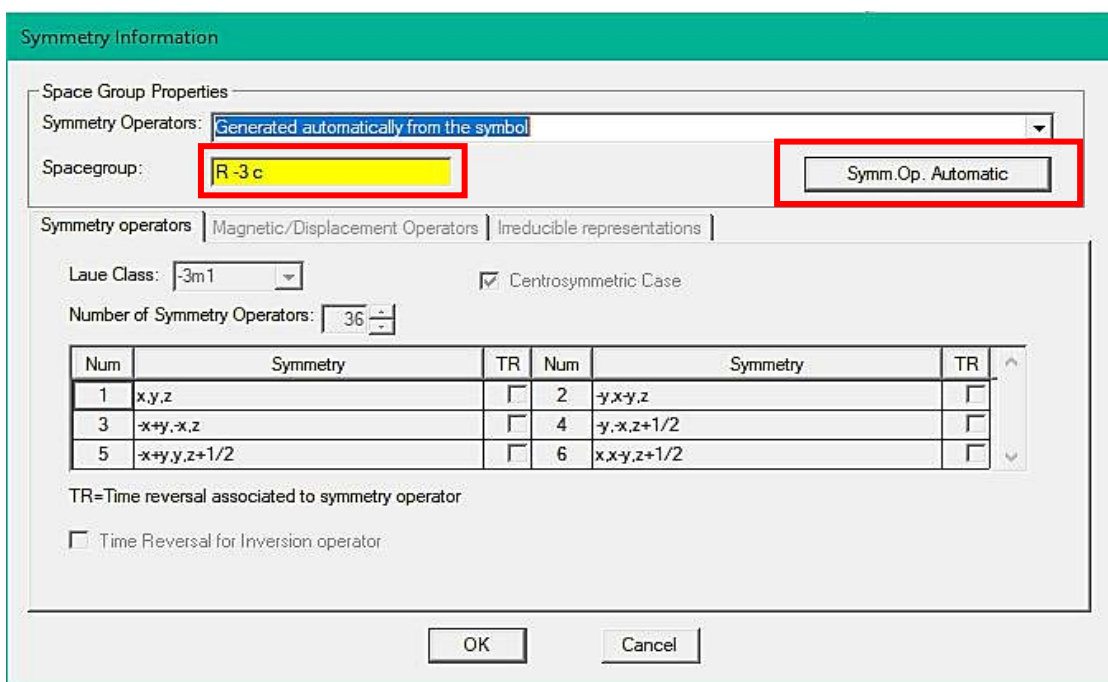 Symmetry Information
Space Group Properties
Symmetry Operators: Generated automatically from the symbol
Spacegroup: R -3 c Symm.Op. Automatic
Symmetry operators Magnetic/Displacement Operators Irreducible representations
Laue Class: -3m1 Centrosymmetric Case
Number of Symmetry Operators: 36
Num Symmetry TR Num Symmetry TR
1 x,y,z 2 -y,x-y,z
3 -x+y,-x,z 4 -y,-x,z+1/2
5 -x+y,y,z+1/2 6 x,x-y,z+1/2
TR=Time reversal associated to symmetry operator
Time Reversal for Inversion operator
OK Cancel